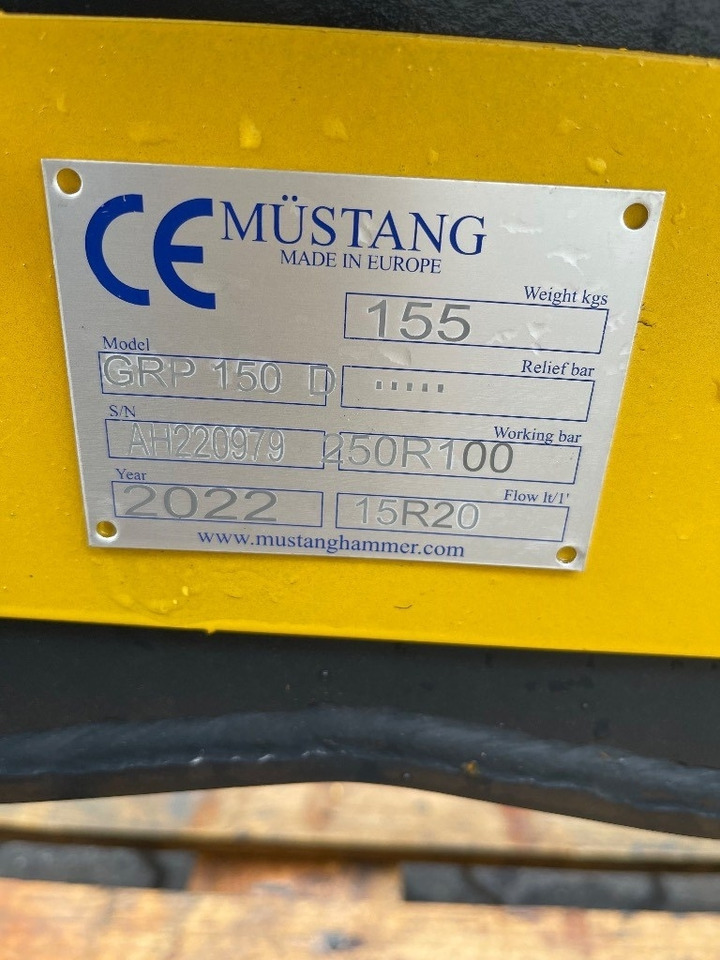 CE MÜSTANG
MADE IN EUROPE
Weight kgs
155
Model
GRP 150 D
Relief bar
.....
S/N
AH220979
Working bar
250R100
Year
2022
Flow lt/1'
15R20
www.mustanghammer.com